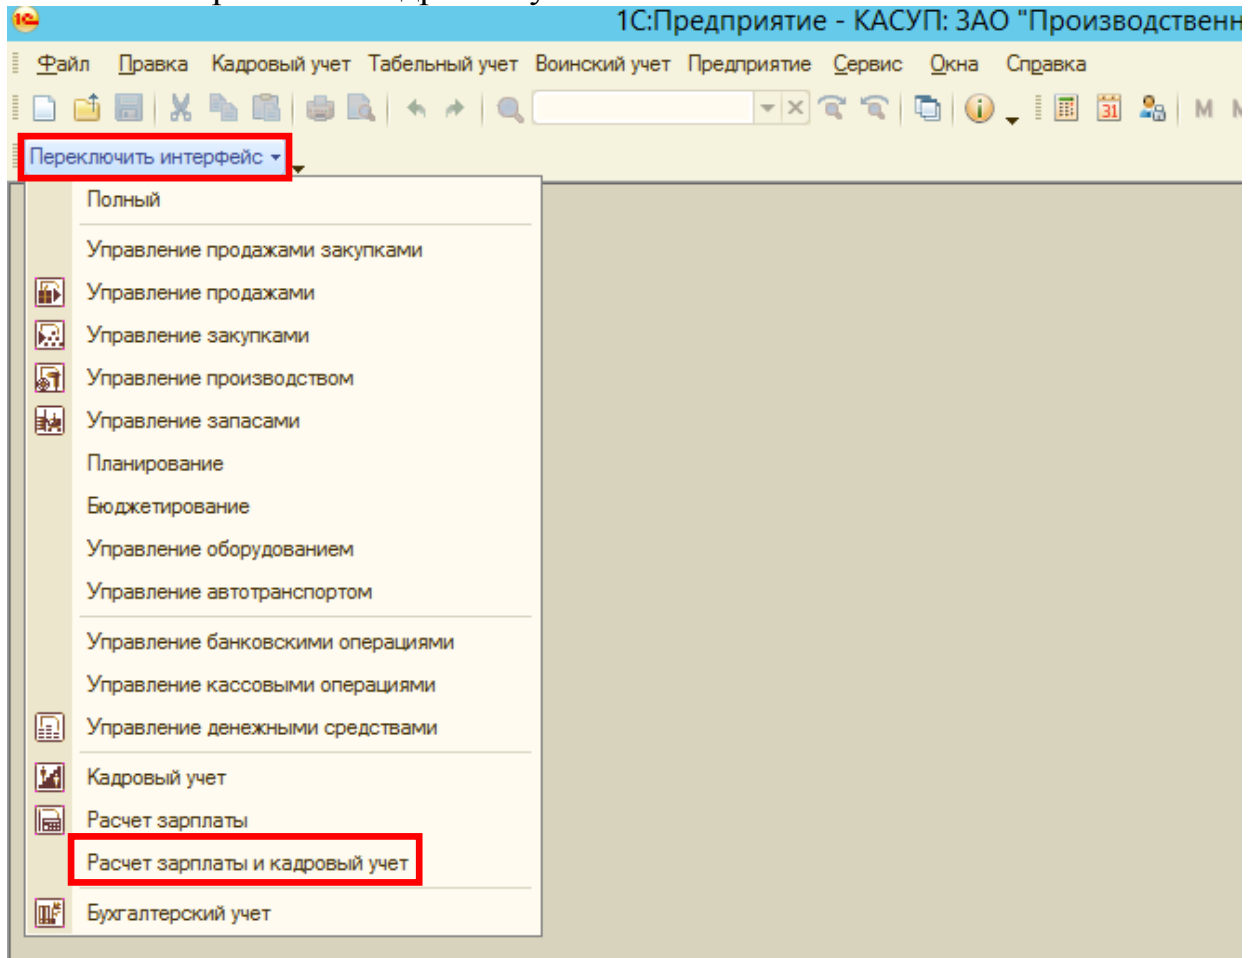 1С:Предприятие - КАСУП: ЗАО "Производственн
Файл Правка Кадровый учет Табельный учет Воинский учет Предприятие Сервис Окна Справка
31 M
Переключить интерфейс
Полный
Управление продажами закупками
Управление продажами
Управление закупками
Управление производством
Управление запасами
Планирование
Бюджетирование
Управление оборудованием
Управление автотранспортом
Управление банковскими операциями
Управление кассовыми операциями
Управление денежными средствами
Кадровый учет
Расчет зарплаты
Расчет зарплаты и кадровый учет
Бухгалтерский учет